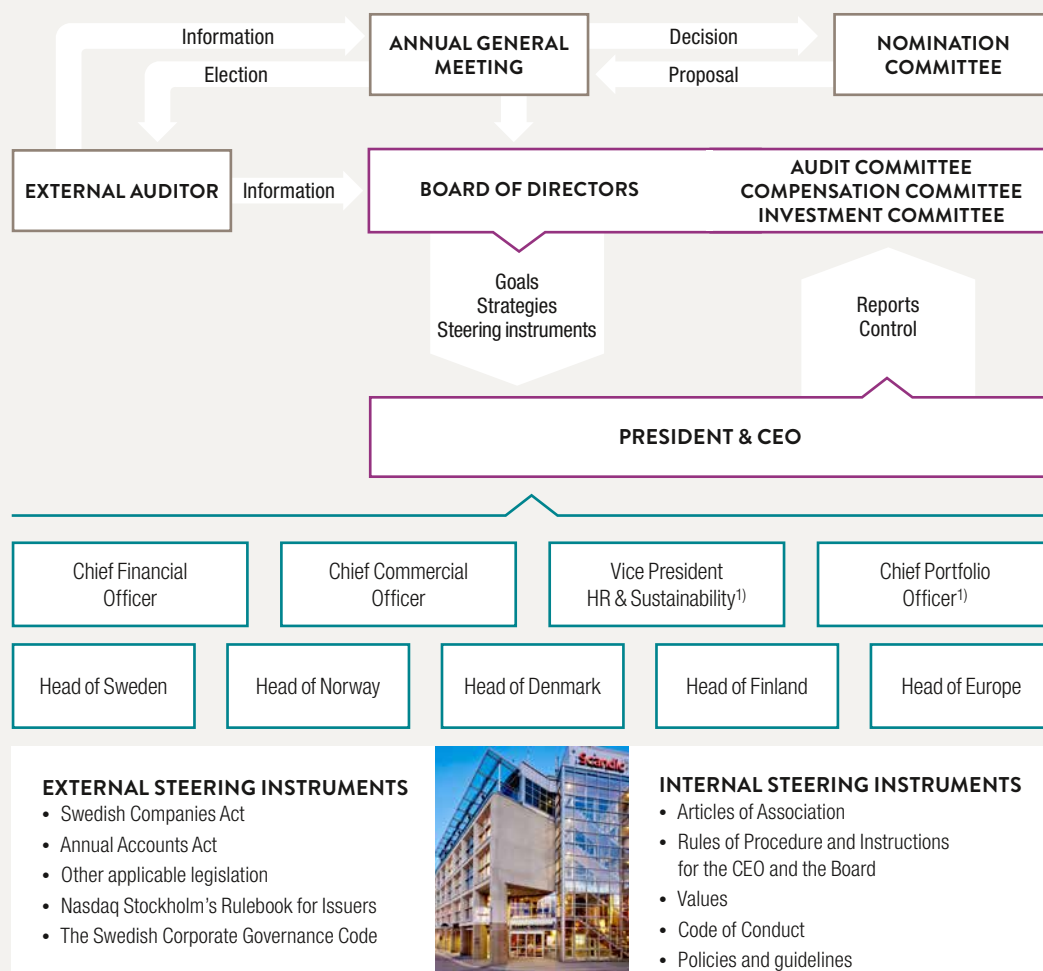 Information
Election
ANNUAL GENERAL
MEETING
Decision
Proposal
NOMINATION
COMMITTEE
EXTERNAL AUDITOR
Information
BOARD OF DIRECTORS
AUDIT COMMITTEE
COMPENSATION COMMITTEE
INVESTMENT COMMITTEE
Goals
Strategies
Steering instruments
Reports
Control
PRESIDENT & CEO
Chief Financial
Officer
Chief Commercial
Officer
Vice President
HR & Sustainability1)
Chief Portfolio
Officer1)
Head of Sweden
Head of Norway
Head of Denmark
Head of Finland
Head of Europe
EXTERNAL STEERING INSTRUMENTS
• Swedish Companies Act
• Annual Accounts Act
• Other applicable legislation
• Nasdaq Stockholm's Rulebook for Issuers
• The Swedish Corporate Governance Code
Scandic
INTERNAL STEERING INSTRUMENTS
• Articles of Association
• Rules of Procedure and Instructions
for the CEO and the Board
• Values
• Code of Conduct
• Policies and guidelines